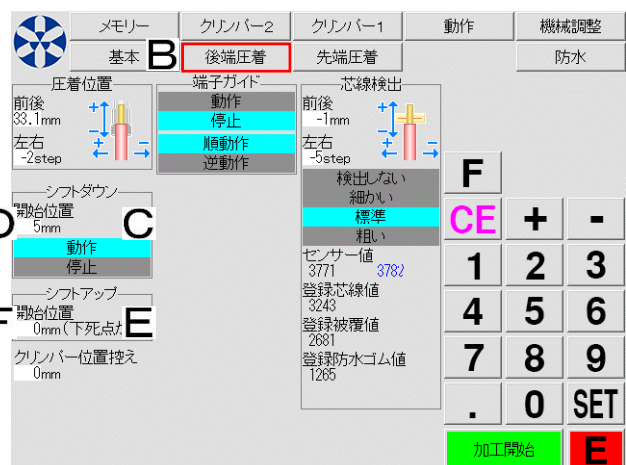 メモリー
クリンパー2
クリンパー1
動作
機械調整
基本
B
後端圧着
先端圧着
防水
圧着位置
前後
33.1mm
左右
-2step
端子ガイド
動作
停止
順動作
逆動作
芯線検出
前後
-1mm
左右
-5step
検出しない
細かい
標準
粗い
センサー値
3771
登録芯線値
3243
登録被覆値
2681
登録防水ゴム値
1265
シフトダウン
開始位置
5mm
C
動作
停止
シフトアップ
開始位置
0mm(下死点
E
クリンパー位置控え
0mm
F
CE + -
1 2 3
4 5 6
7 8 9
. 0 SET
加工開始
E